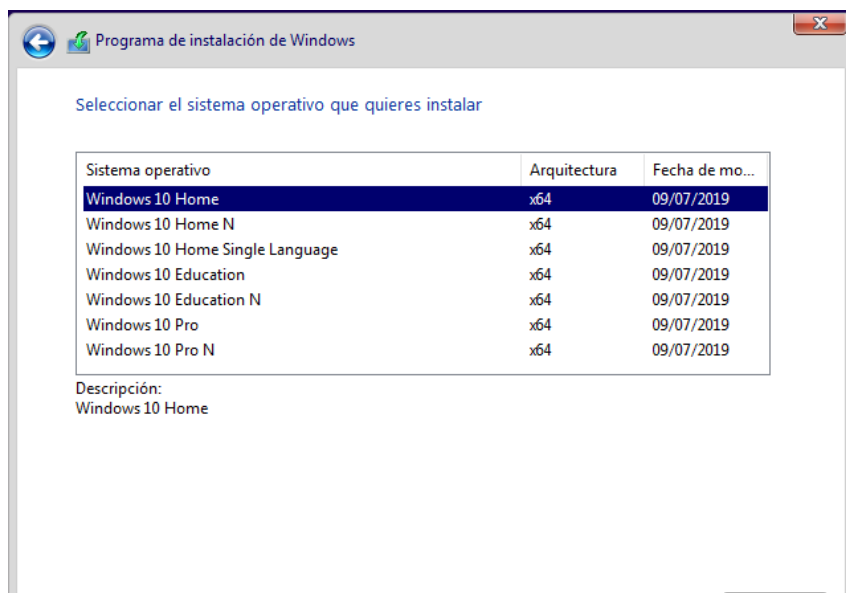 Programa de instalación de Windows
Seleccionar el sistema operativo que quieres instalar
Sistema operativo Arquitectura Fecha de mo...
Windows 10 Home x64 09/07/2019
Windows 10 Home N x64 09/07/2019
Windows 10 Home Single Language x64 09/07/2019
Windows 10 Education x64 09/07/2019
Windows 10 Education N x64 09/07/2019
Windows 10 Pro x64 09/07/2019
Windows 10 Pro N x64 09/07/2019
Descripción:
Windows 10 Home